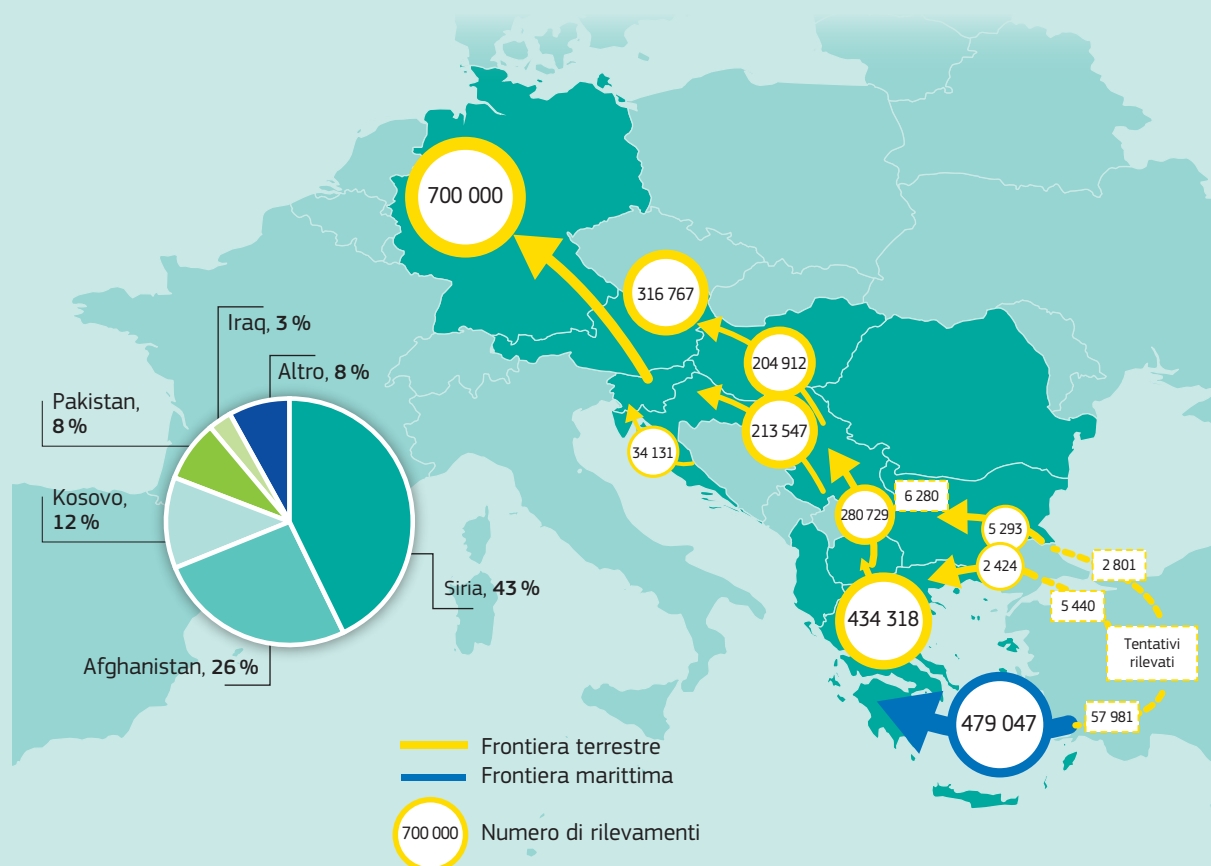 700 000
316 767
Iraq, 3 %
Altro, 8 %
204 912
Pakistan,
8 %
213 547
34 131
Kosovo,
12 %
6 280
280 729
5 293
2 424
2 801
Siria, 43 %
5 440
434 318
Tentativi
rilevati
Afghanistan, 26 %
479 047
57 981
Frontiera terrestre
Frontiera marittima
700 000
Numero di rilevamenti